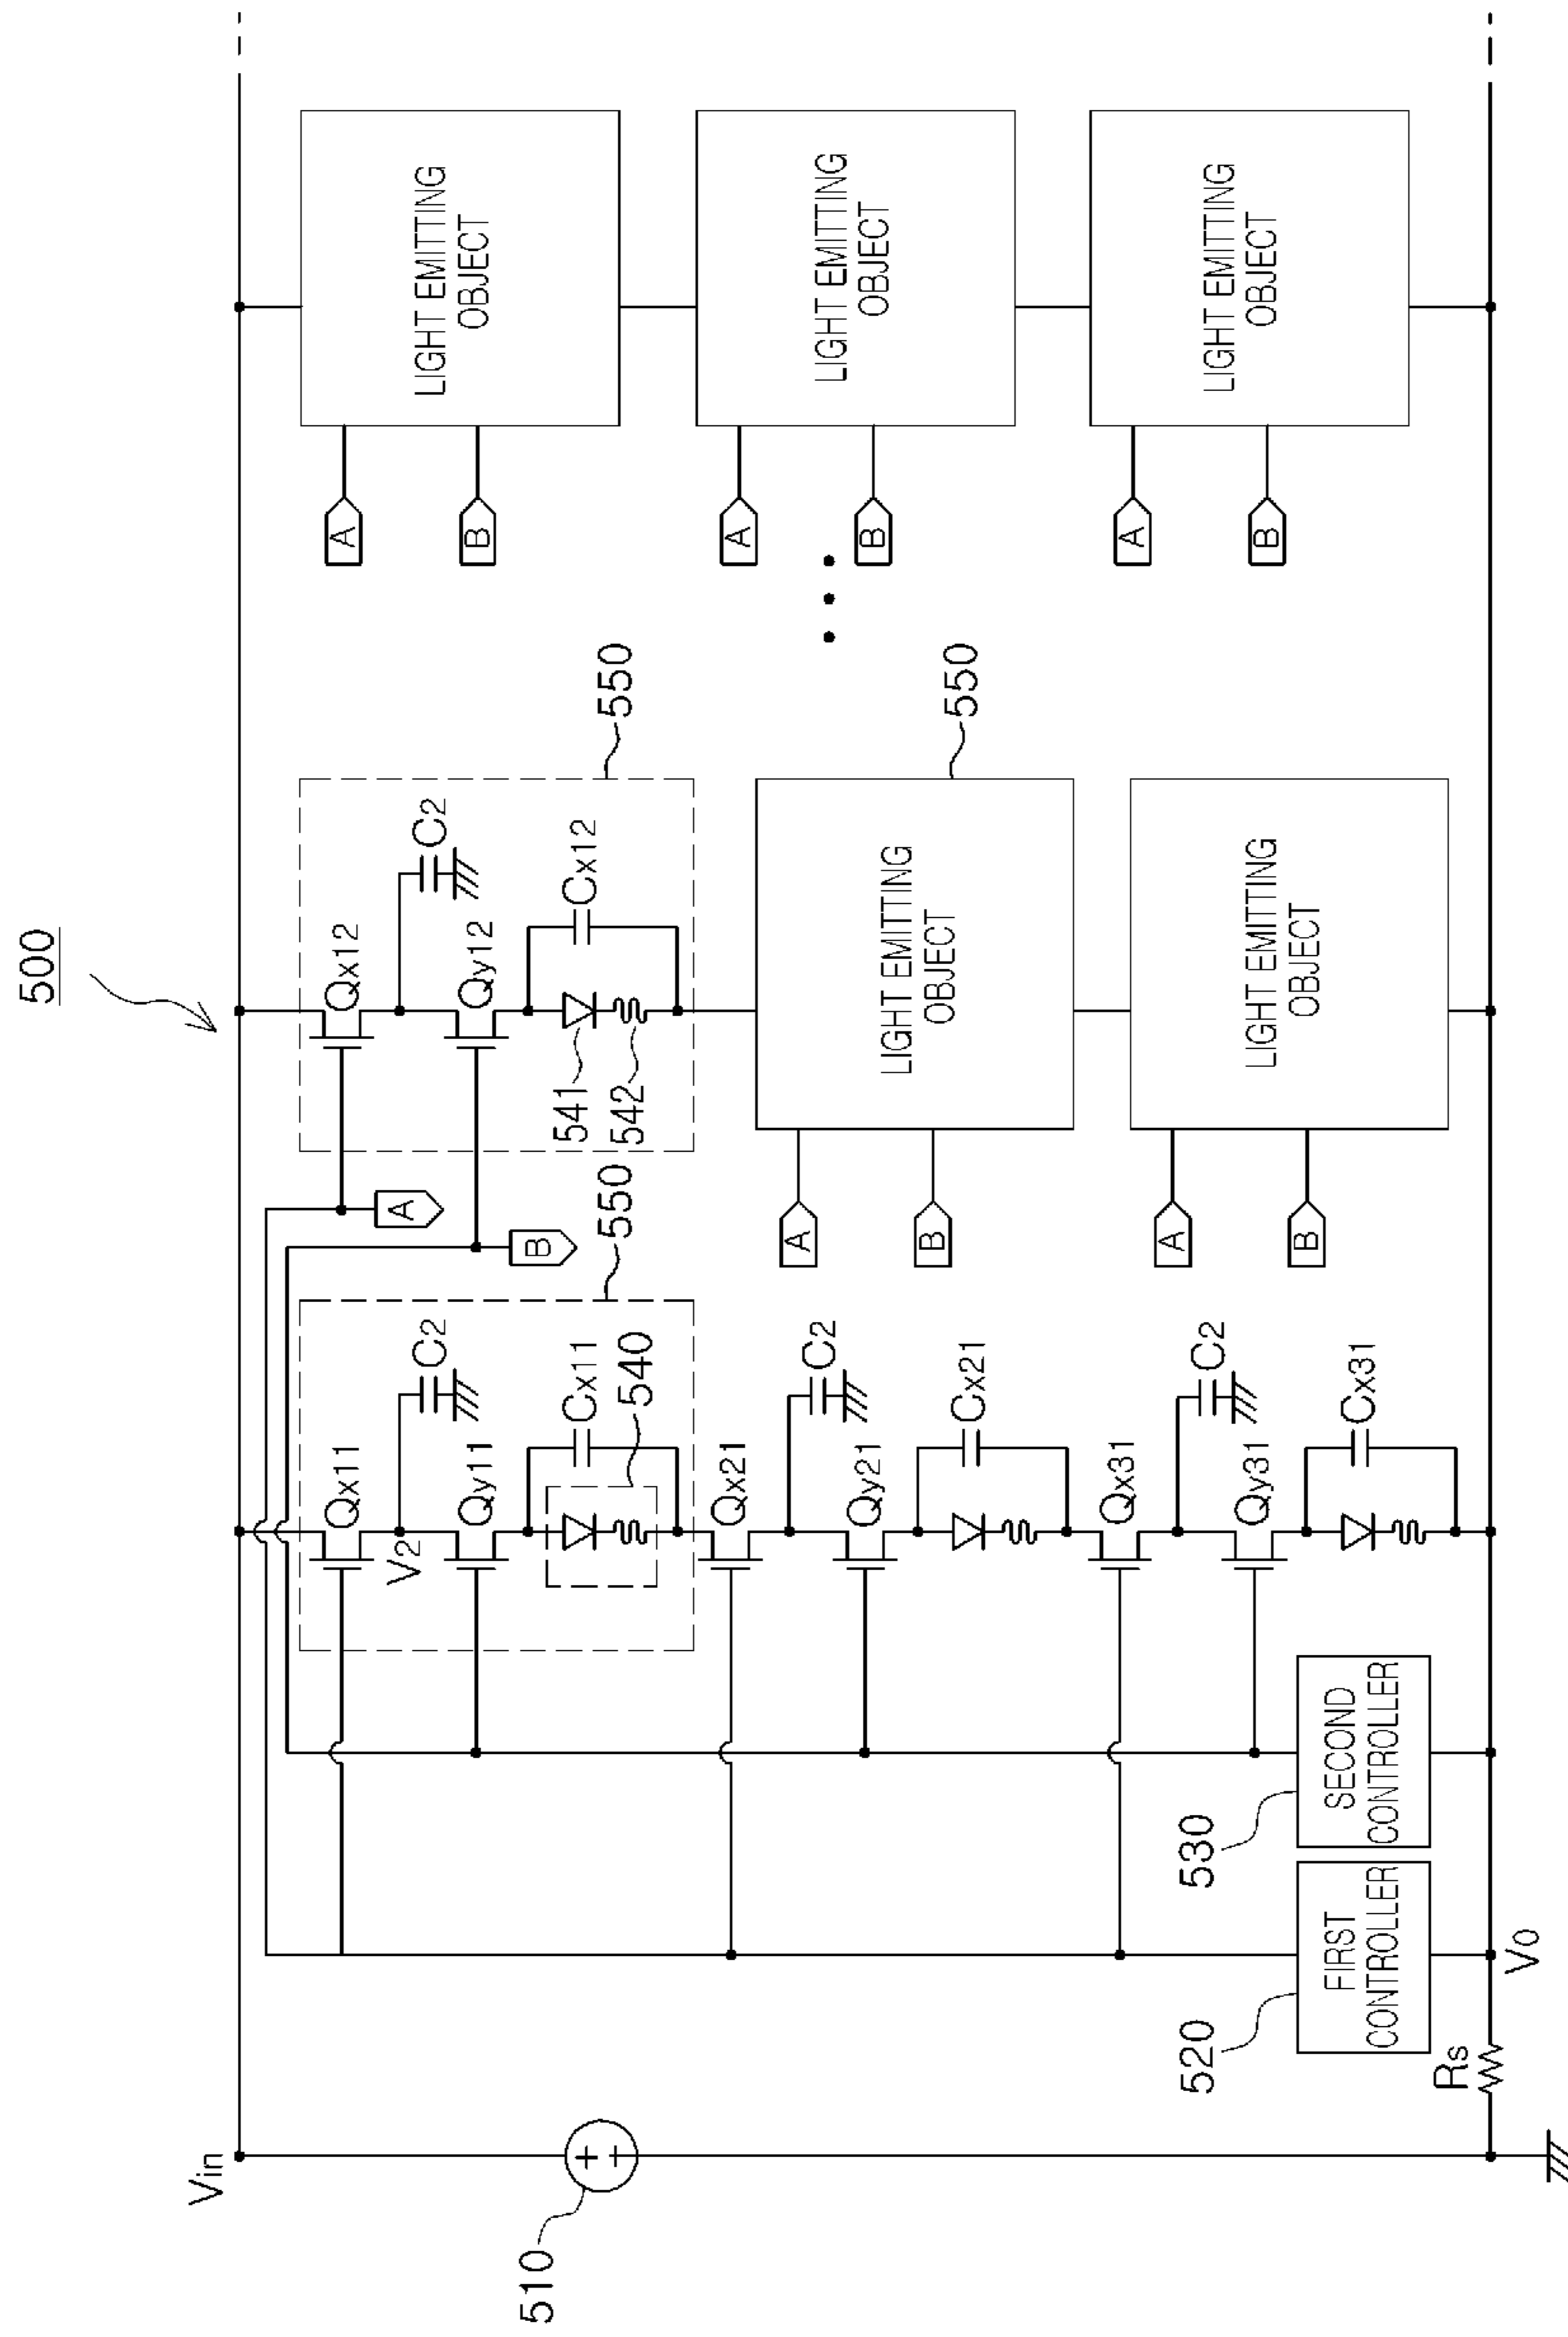 500
Vin
510
Rs
Vo
520
FIRST
CONTROLLER
530
SECOND
CONTROLLER
Qx11
V2
C2
Qy11
Cx11
540
550
Qx21
C2
Qy21
Cx21
Qx31
C2
Qy31
Cx31
A
B
Qx12
C2
Qy12
Cx12
541
542
550
A
B
LIGHT EMITTING
OBJECT
550
A
B
LIGHT EMITTING
OBJECT
A
B
LIGHT EMITTING
OBJECT
A
B
LIGHT EMITTING
OBJECT
A
B
LIGHT EMITTING
OBJECT